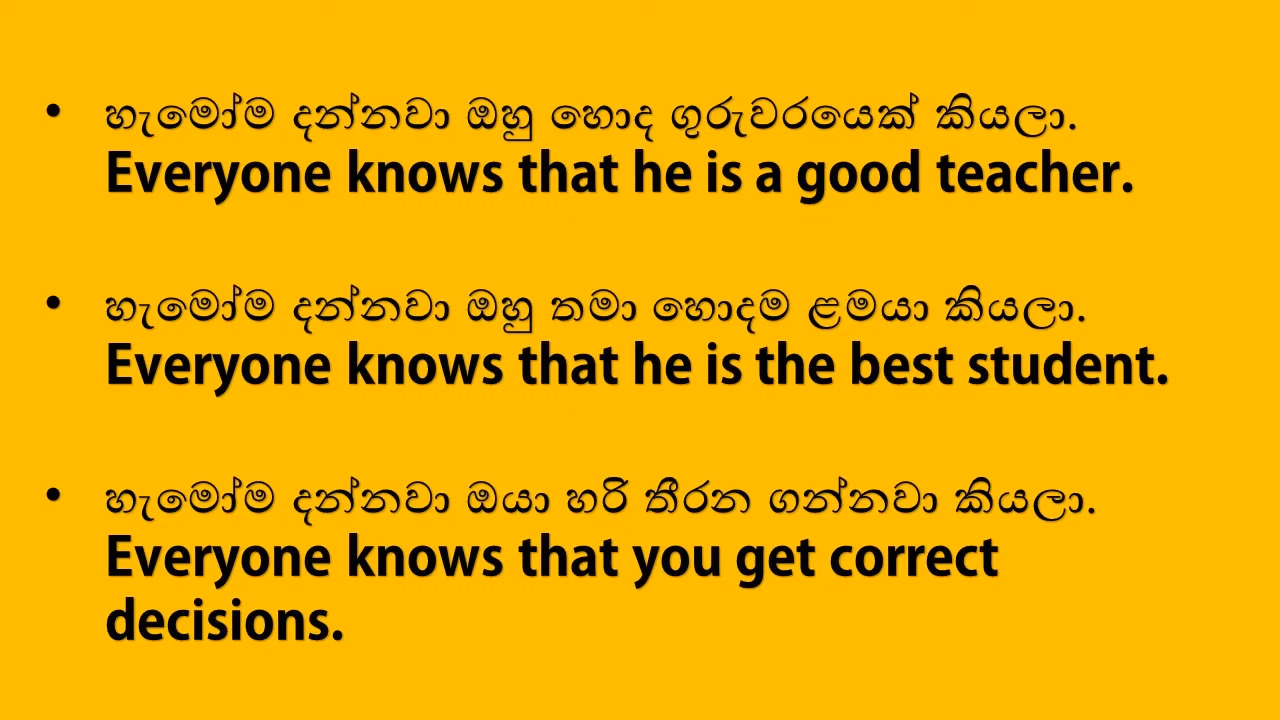 • හැමෝම දන්නවා ඔහු හොද ගුරුවරයෙක් කියලා.
Everyone knows that he is a good teacher.
• හැමෝම දන්නවා ඔහු තමා හොදම ළමයා කියලා.
Everyone knows that he is the best student.
• හැමෝම දන්නවා ඔයා හරි තීරන ගන්නවා කියලා.
Everyone knows that you get correct
decisions.